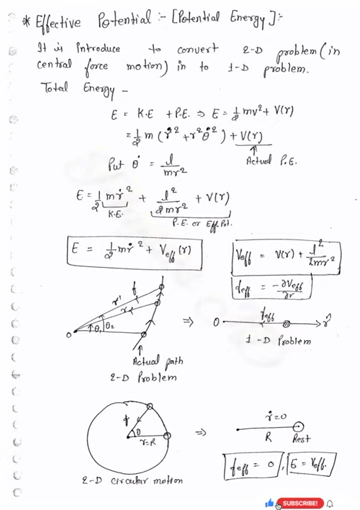 * Effective Potential :- [Potential Energy] :-
It is introduce to convert 2-D problem (in
central force motion) in to 1-D problem.
Total Energy -
E = K.E + P.E. ⇒ E = 1/2 mv² + V(r)
= 1/2 m (ṙ² + r²θ̇²) + V(r)
Actual P.E.
Put θ̇ = l/mr²
E = 1/2 mṙ² + l²/2mr² + V(r)
K.E. P.E. or Eff. Pot.
E = 1/2 mṙ² + Veff (r)
Veff = V(r) + l²/2mr²
feff = -∂Veff/∂r
f
r'
r
θ₁ θ₂
O
Actual path
2-D Problem
⇒
O feff r̂
1-D Problem
f
θ
r=R
2-D Circular motion
⇒
ṙ=0
R Rest
feff = 0, E = Veff.
LIKE & SUBSCRIBE